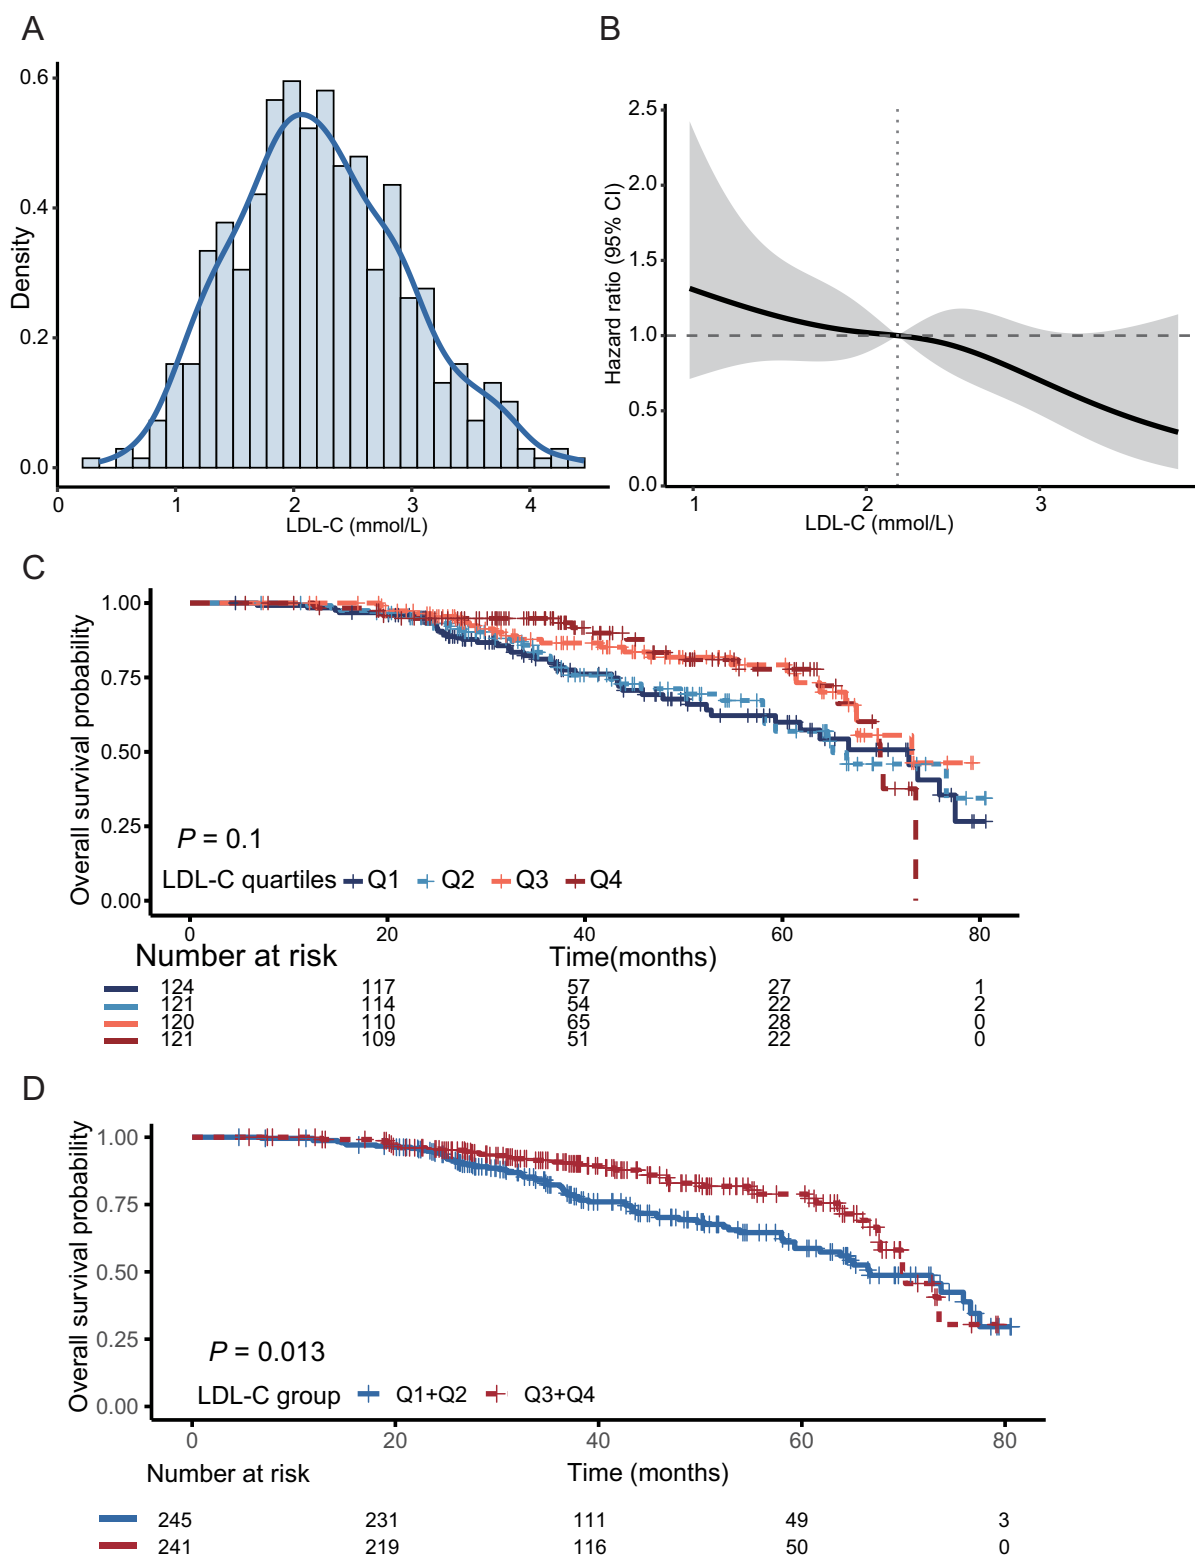 A
0.6
0.4
0.2
0.0
Density
0 1 2 3 4
LDL-C (mmol/L)
B
2.5
2.0
1.5
1.0
0.5
0.0
Hazard ratio (95% CI)
1 2 3
LDL-C (mmol/L)
C
1.00
0.75
0.50
0.25
0.00
Overall survival probability
P = 0.1
LDL-C quartiles Q1 Q2 Q3 Q4
0 20 40 60 80
Number at risk Time(months)
124 117 57 27 1
121 114 54 22 2
120 110 65 28 0
121 109 51 22 0
D
1.00
0.75
0.50
0.25
0.00
Overall survival probability
P = 0.013
LDL-C group Q1+Q2 Q3+Q4
0 20 40 60 80
Number at risk Time (months)
245 231 111 49 3
241 219 116 50 0